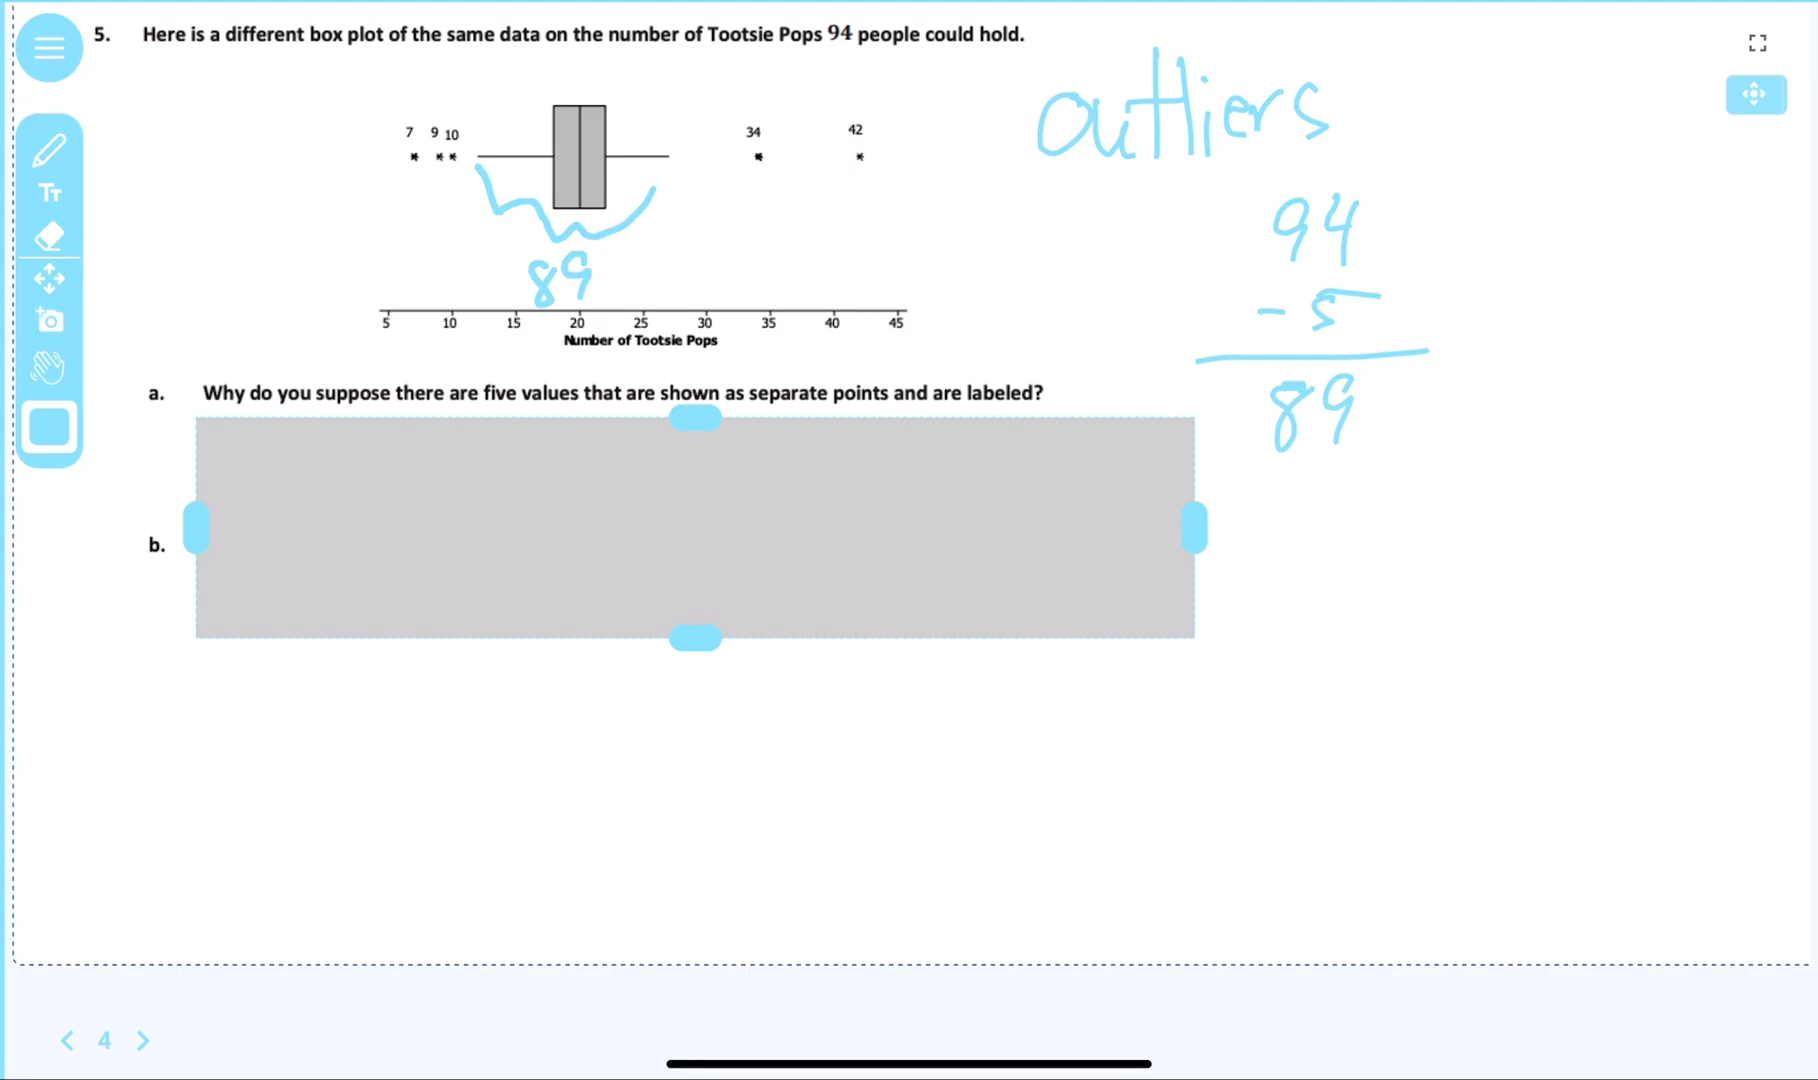 5. Here is a different box plot of the same data on the number of Tootsie Pops 94 people could hold.
outliers
7 9 10 34 42
94
- 5
89
89
5 10 15 20 25 30 35 40 45
Number of Tootsie Pops
a. Why do you suppose there are five values that are shown as separate points and are labeled?
b.
TT
4